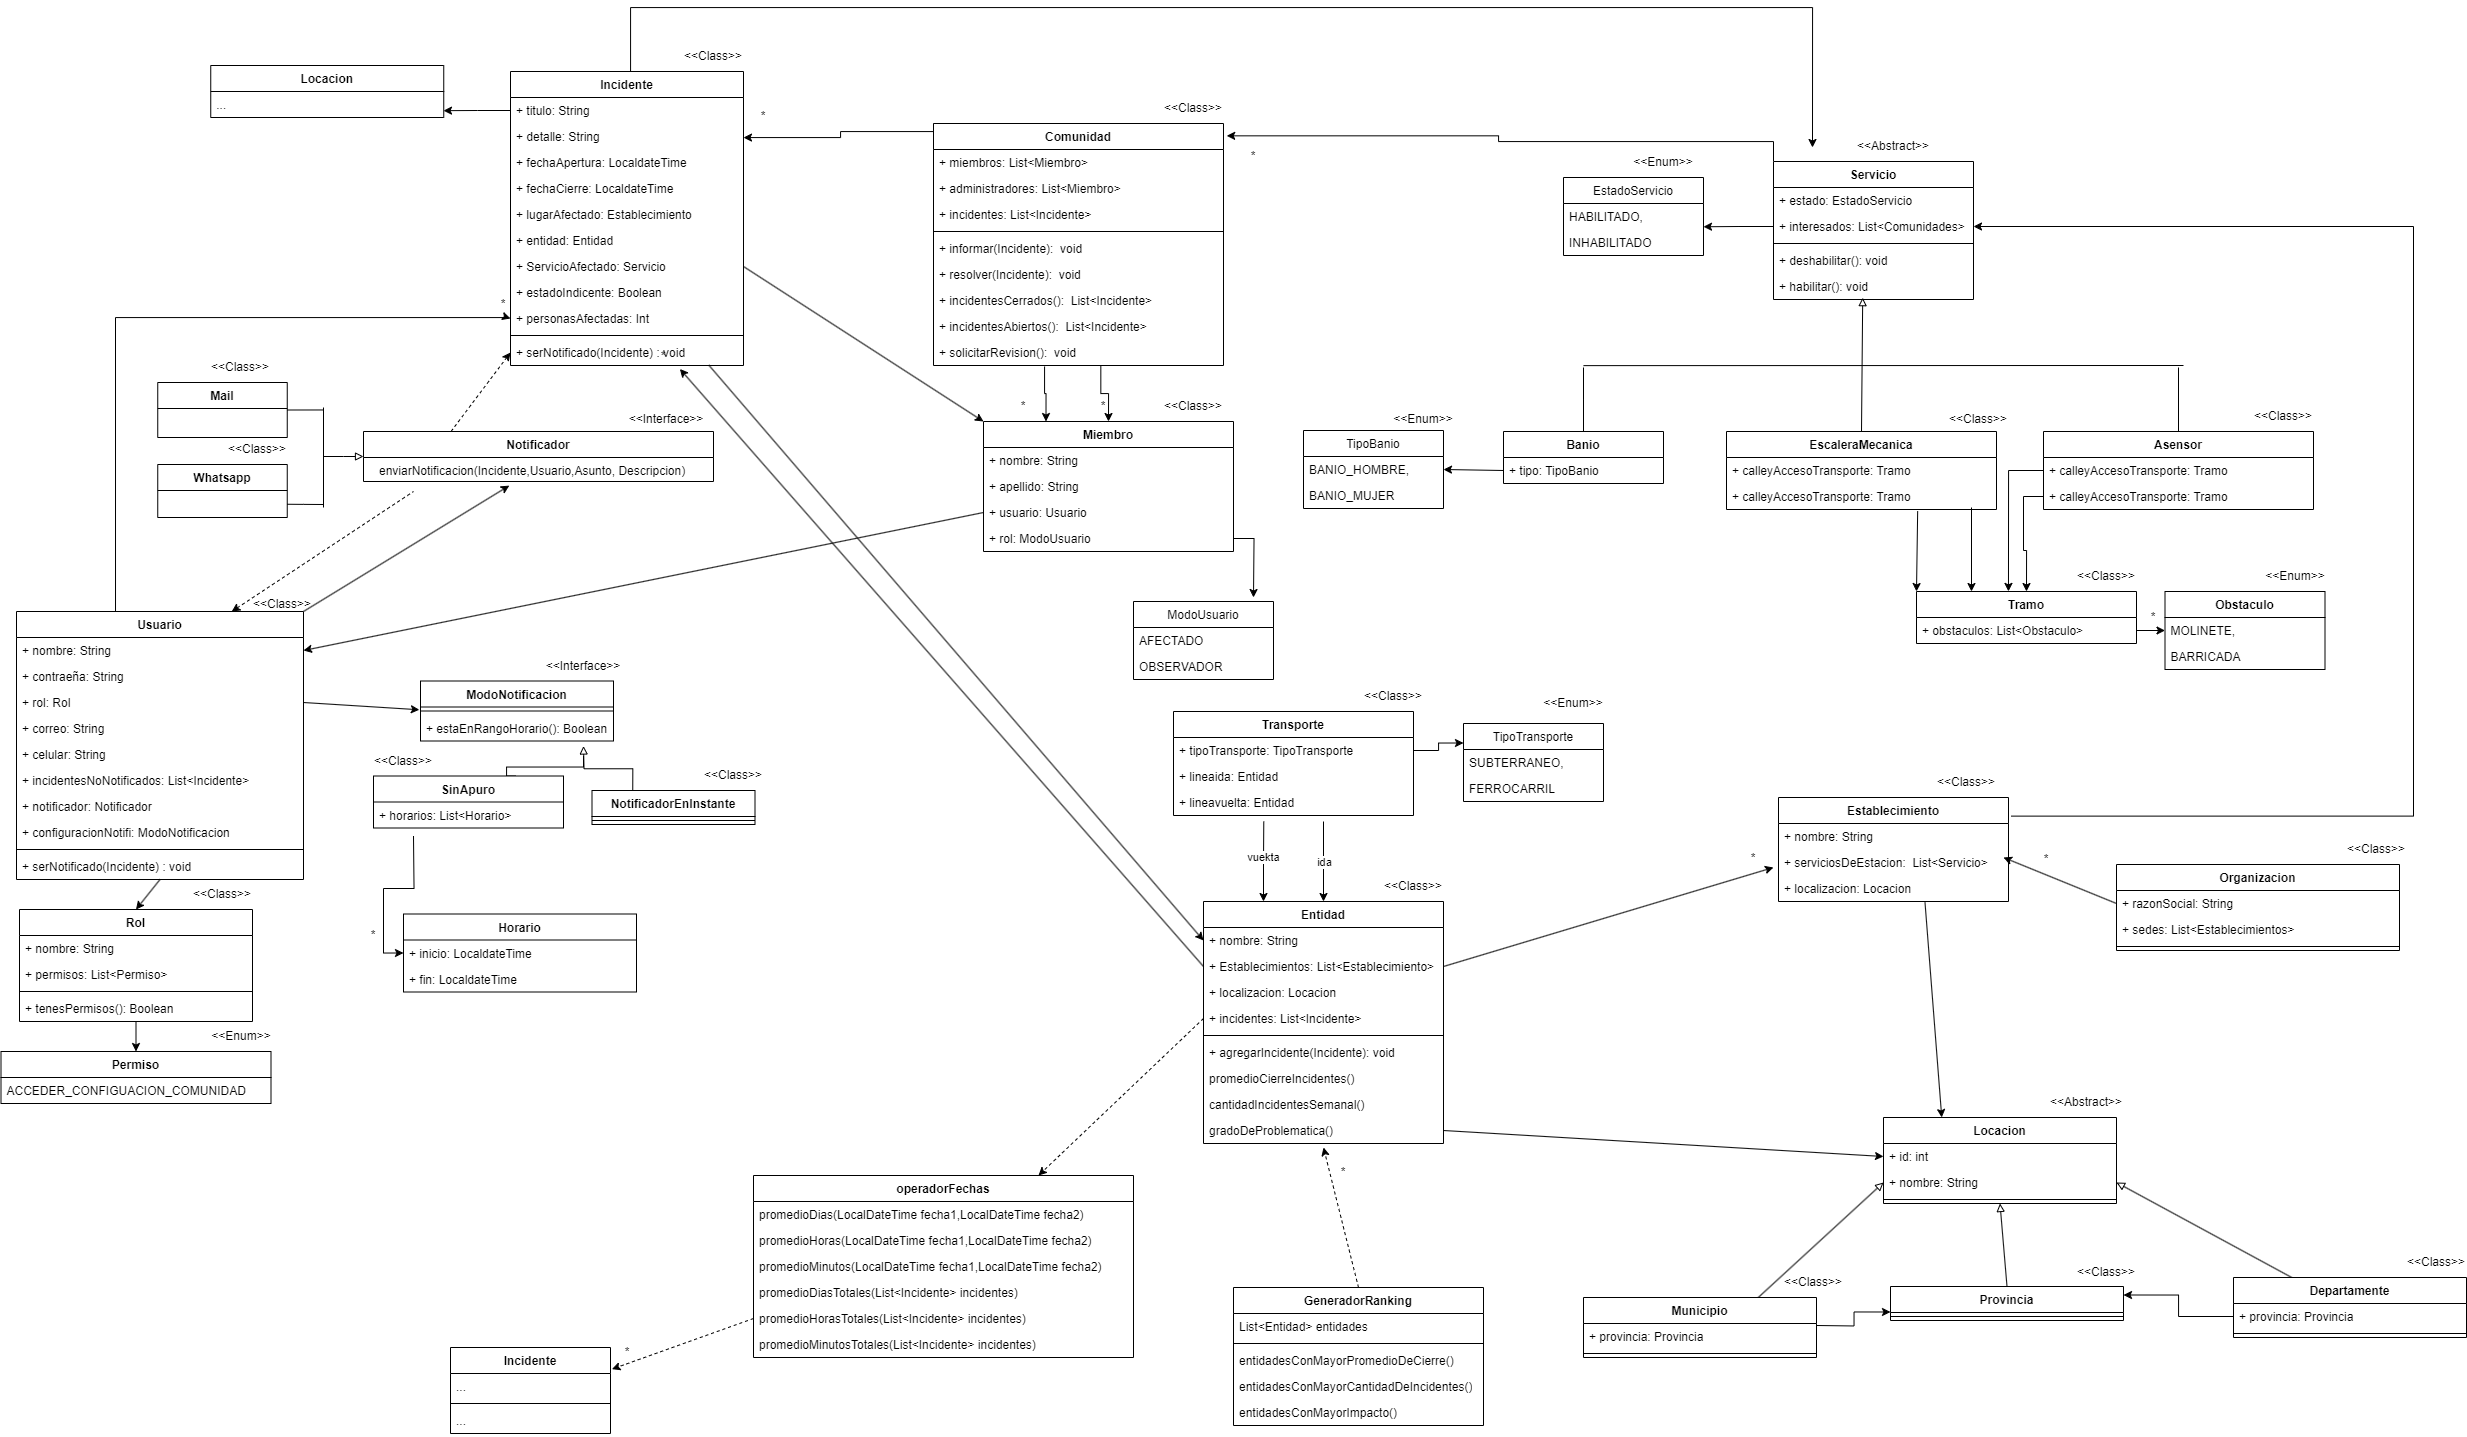 <<Class>>
Locacion
...
Incidente
+ titulo: String
+ detalle: String
+ fechaApertura: LocaldateTime
+ fechaCierre: LocaldateTime
+ lugarAfectado: Establecimiento
+ entidad: Entidad
+ ServicioAfectado: Servicio
+ estadoIndicente: Boolean
+ personasAfectadas: Int
+ serNotificado(Incidente) : void
*
*
*
<<Class>>
Comunidad
+ miembros: List<Miembro>
+ administradores: List<Miembro>
+ incidentes: List<Incidente>
+ informar(Incidente): void
+ resolver(Incidente): void
+ incidentesCerrados(): List<Incidente>
+ incidentesAbiertos(): List<Incidente>
+ solicitarRevision(): void
*
<<Enum>>
EstadoServicio
HABILITADO,
INHABILITADO
<<Abstract>>
Servicio
+ estado: EstadoServicio
+ interesados: List<Comunidades>
+ deshabilitar(): void
+ habilitar(): void
<<Class>>
Mail
<<Class>>
Whatsapp
<<Interface>>
Notificador
enviarNotificacion(Incidente,Usuario,Asunto, Descripcion)
*
*
<<Class>>
Miembro
+ nombre: String
+ apellido: String
+ usuario: Usuario
+ rol: ModoUsuario
<<Enum>>
TipoBanio
BANIO_HOMBRE,
BANIO_MUJER
Banio
+ tipo: TipoBanio
<<Class>>
EscaleraMecanica
+ calleyAccesoTransporte: Tramo
+ calleyAccesoTransporte: Tramo
<<Class>>
Asensor
+ calleyAccesoTransporte: Tramo
+ calleyAccesoTransporte: Tramo
<<Class>>
Tramo
+ obstaculos: List<Obstaculo>
*
<<Enum>>
Obstaculo
MOLINETE,
BARRICADA
ModoUsuario
AFECTADO
OBSERVADOR
<<Class>>
Usuario
+ nombre: String
+ contraeña: String
+ rol: Rol
+ correo: String
+ celular: String
+ incidentesNoNotificados: List<Incidente>
+ notificador: Notificador
+ configuracionNotifi: ModoNotificacion
+ serNotificado(Incidente) : void
<<Interface>>
ModoNotificacion
+ estaEnRangoHorario(): Boolean
<<Class>>
SinApuro
+ horarios: List<Horario>
<<Class>>
NotificadorEnInstante
*
Horario
+ inicio: LocaldateTime
+ fin: LocaldateTime
<<Class>>
Rol
+ nombre: String
+ permisos: List<Permiso>
+ tenesPermisos(): Boolean
<<Enum>>
Permiso
ACCEDER_CONFIGUACION_COMUNIDAD
<<Class>>
Transporte
+ tipoTransporte: TipoTransporte
+ lineaida: Entidad
+ lineavuelta: Entidad
<<Enum>>
TipoTransporte
SUBTERRANEO,
FERROCARRIL
vuekta
ida
<<Class>>
Entidad
+ nombre: String
+ Establecimientos: List<Establecimiento>
+ localizacion: Locacion
+ incidentes: List<Incidente>
+ agregarIncidente(Incidente): void
promedioCierreIncidentes()
cantidadIncidentesSemanal()
gradoDeProblematica()
*
<<Class>>
Establecimiento
+ nombre: String
+ serviciosDeEstacion: List<Servicio>
+ localizacion: Locacion
*
<<Class>>
Organizacion
+ razonSocial: String
+ sedes: List<Establecimientos>
<<Abstract>>
Locacion
+ id: int
+ nombre: String
operadorFechas
promedioDias(LocalDateTime fecha1,LocalDateTime fecha2)
promedioHoras(LocalDateTime fecha1,LocalDateTime fecha2)
promedioMinutos(LocalDateTime fecha1,LocalDateTime fecha2)
promedioDiasTotales(List<Incidente> incidentes)
promedioHorasTotales(List<Incidente> incidentes)
promedioMinutosTotales(List<Incidente> incidentes)
*
Incidente
...
...
*
GeneradorRanking
List<Entidad> entidades
entidadesConMayorPromedioDeCierre()
entidadesConMayorCantidadDeIncidentes()
entidadesConMayorImpacto()
<<Class>>
Municipio
+ provincia: Provincia
<<Class>>
Provincia
<<Class>>
Departamente
+ provincia: Provincia